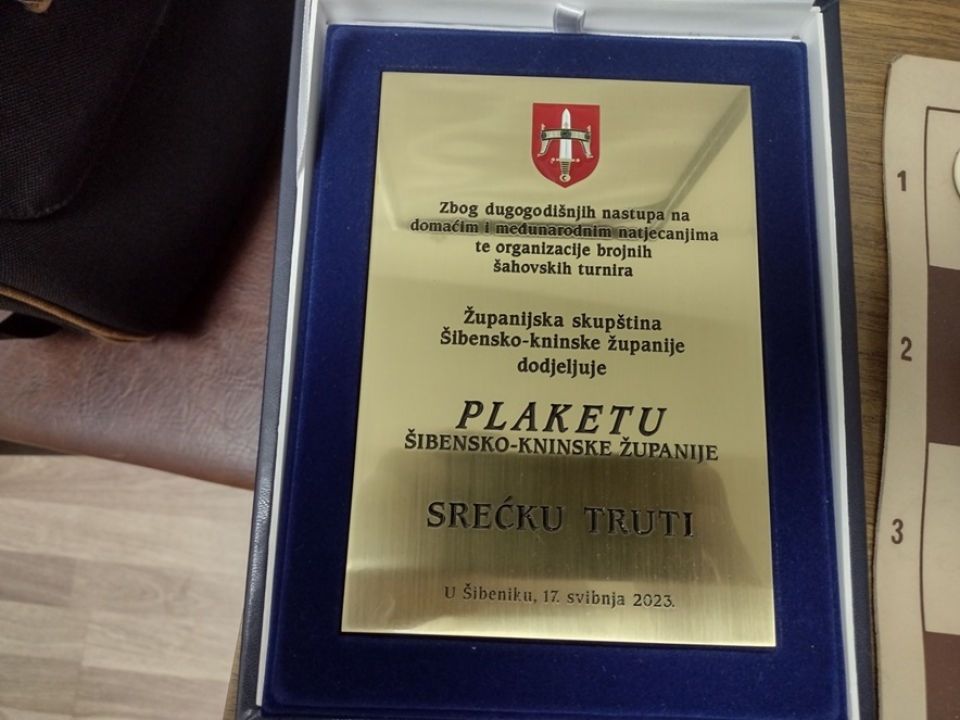 Zbog dugogodišnjih nastupa na
domaćim i međunarodnim natjecanjima
te organizacije brojnih
šahovskih turnira
Županijska skupština
Šibensko-kninske županije
dodjeljuje
PLAKETU
ŠIBENSKO-KNINSKE ŽUPANIJE
SREĆKU TRUTI
U Šibeniku, 17. svibnja 2023.
1
2
3